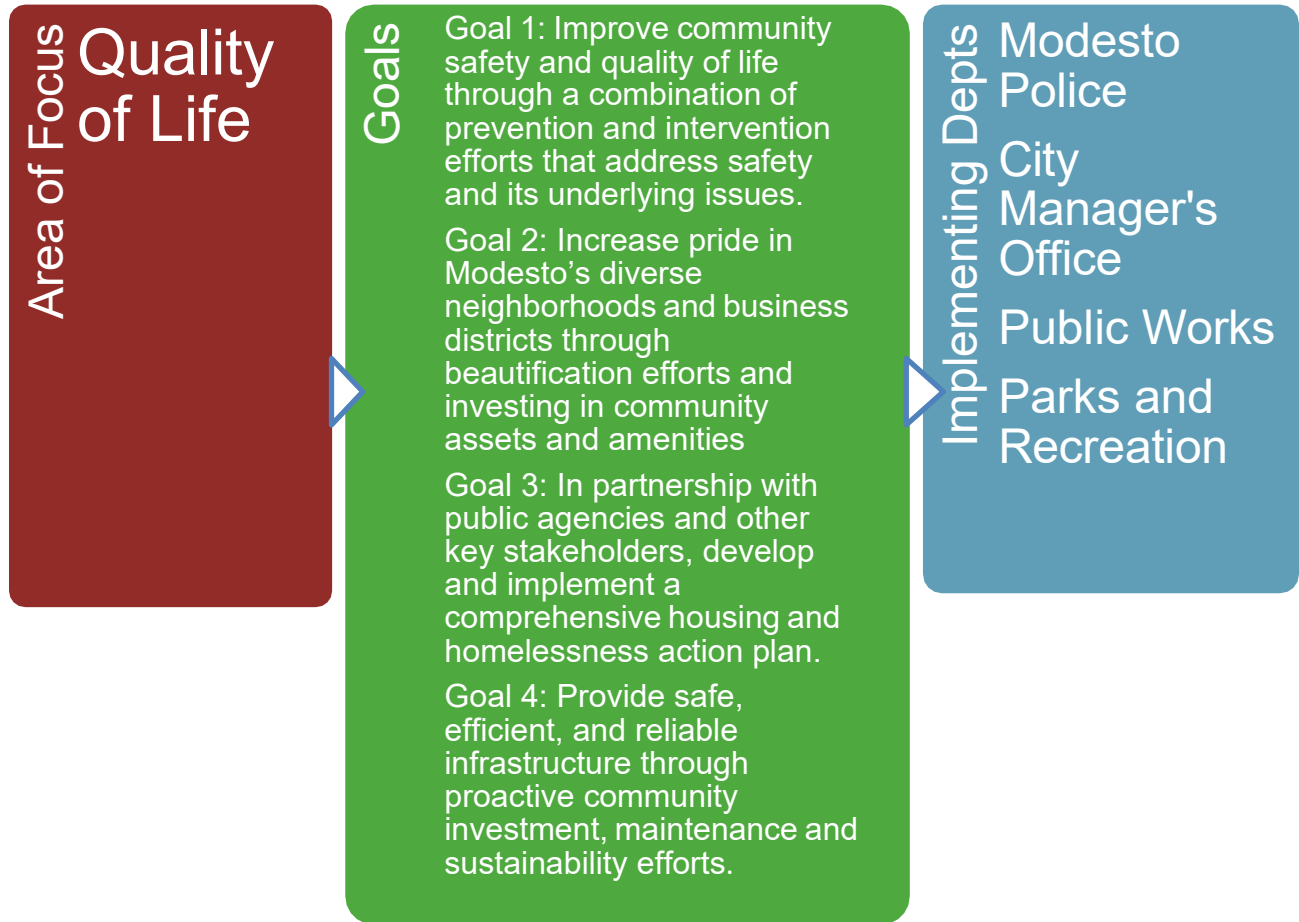 Area of Focus
Quality
of Life
Goals
Goal 1: Improve community
safety and quality of life
through a combination of
prevention and intervention
efforts that address safety
and its underlying issues.
Goal 2: Increase pride in
Modesto’s diverse
neighborhoods and business
districts through
beautification efforts and
investing in community
assets and amenities
Goal 3: In partnership with
public agencies and other
key stakeholders, develop
and implement a
comprehensive housing and
homelessness action plan.
Goal 4: Provide safe,
efficient, and reliable
infrastructure through
proactive community
investment, maintenance and
sustainability efforts.
Implementing Depts
Modesto
Police
City
Manager's
Office
Public Works
Parks and
Recreation